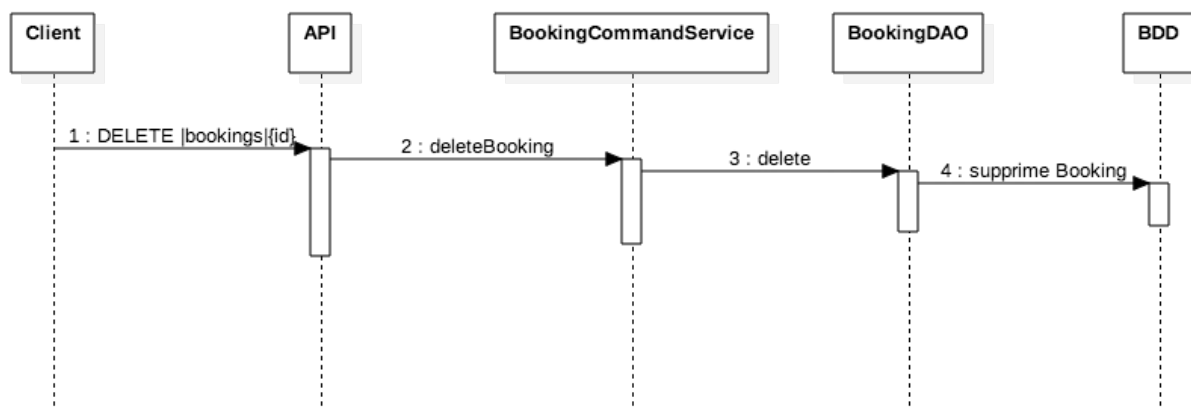 Client
API
BookingCommandService
BookingDAO
BDD
1 : DELETE |bookings|{id}
2 : deleteBooking
3 : delete
4 : supprime Booking